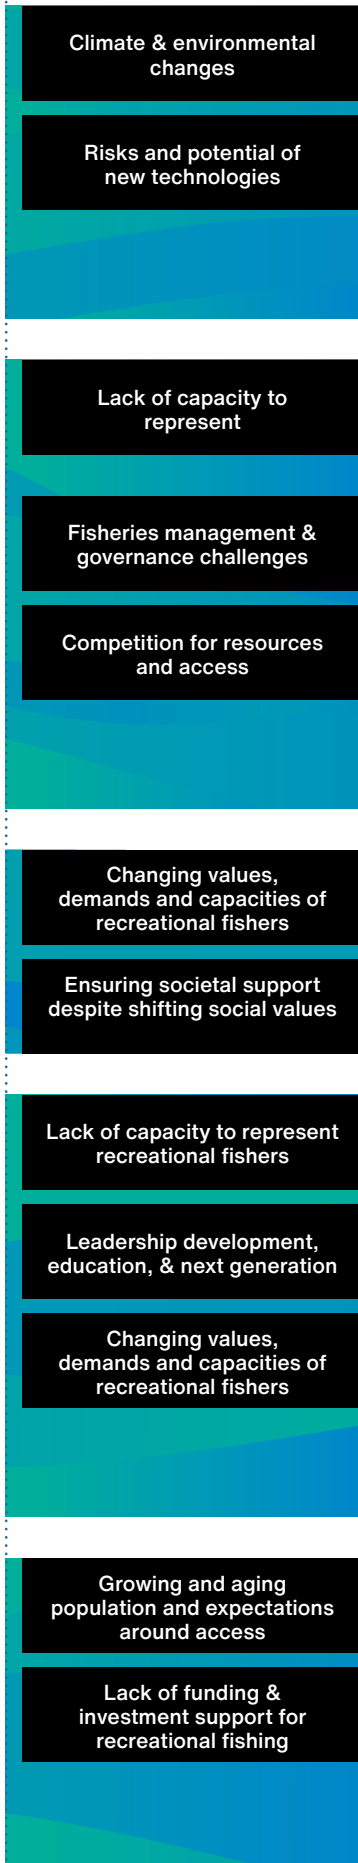 Climate & environmental
changes
Risks and potential of
new technologies
Lack of capacity to
represent
Fisheries management &
governance challenges
Competition for resources
and access
Changing values,
demands and capacities of
recreational fishers
Ensuring societal support
despite shifting social values
Lack of capacity to represent
recreational fishers
Leadership development,
education, & next generation
Changing values,
demands and capacities of
recreational fishers
Growing and aging
population and expectations
around access
Lack of funding &
investment support for
recreational fishing